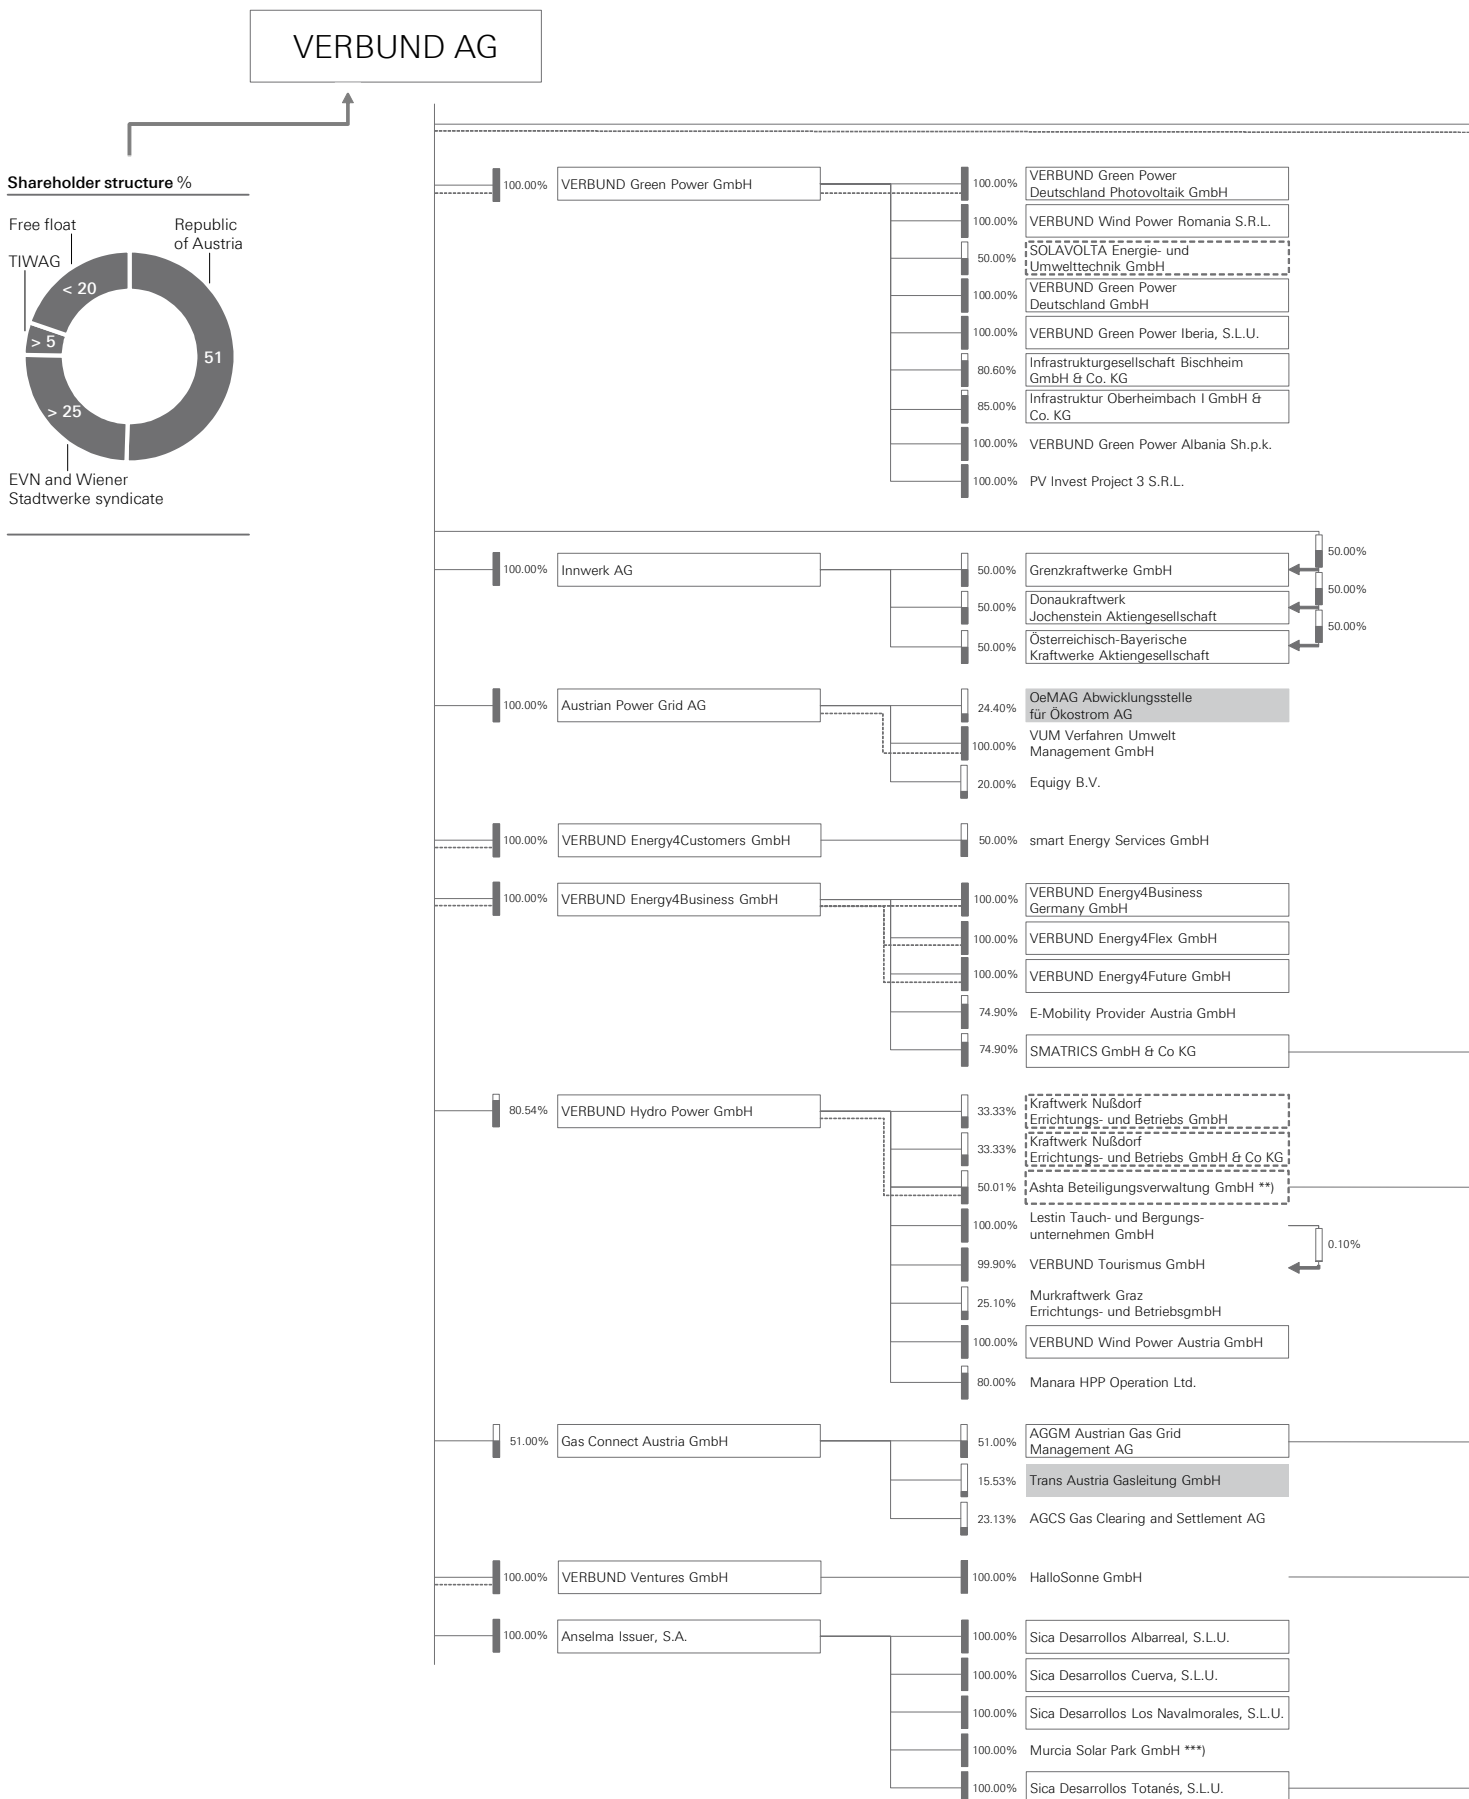 VERBUND AG
Shareholder structure %
Free float
Republic
of Austria
TIWAG
< 20
> 5
51
> 25
EVN and Wiener
Stadtwerke syndicate
100.00% VERBUND Green Power GmbH
100.00% VERBUND Green Power
Deutschland Photovoltaik GmbH
100.00% VERBUND Wind Power Romania S.R.L.
50.00% SOLAVOLTA Energie- und
Umwelttechnik GmbH
100.00% VERBUND Green Power
Deutschland GmbH
100.00% VERBUND Green Power Iberia, S.L.U.
80.60% Infrastrukturgesellschaft Bischheim
GmbH & Co. KG
85.00% Infrastruktur Oberheimbach I GmbH &
Co. KG
100.00% VERBUND Green Power Albania Sh.p.k.
100.00% PV Invest Project 3 S.R.L.
100.00% Innwerk AG
50.00% Grenzkraftwerke GmbH
50.00%
50.00% Donaukraftwerk
Jochenstein Aktiengesellschaft
50.00%
50.00% Österreichisch-Bayerische
Kraftwerke Aktiengesellschaft
50.00%
100.00% Austrian Power Grid AG
24.40% OeMAG Abwicklungsstelle
für Ökostrom AG
100.00% VUM Verfahren Umwelt
Management GmbH
20.00% Equigy B.V.
100.00% VERBUND Energy4Customers GmbH
50.00% smart Energy Services GmbH
100.00% VERBUND Energy4Business GmbH
100.00% VERBUND Energy4Business
Germany GmbH
100.00% VERBUND Energy4Flex GmbH
100.00% VERBUND Energy4Future GmbH
74.90% E-Mobility Provider Austria GmbH
74.90% SMATRICS GmbH & Co KG
80.54% VERBUND Hydro Power GmbH
33.33% Kraftwerk Nußdorf
Errichtungs- und Betriebs GmbH
33.33% Kraftwerk Nußdorf
Errichtungs- und Betriebs GmbH & Co KG
50.01% Ashta Beteiligungsverwaltung GmbH **)
100.00% Lestin Tauch- und Bergungs-
unternehmen GmbH
0.10%
99.90% VERBUND Tourismus GmbH
25.10% Murkraftwerk Graz
Errichtungs- und BetriebsgmbH
100.00% VERBUND Wind Power Austria GmbH
80.00% Manara HPP Operation Ltd.
51.00% Gas Connect Austria GmbH
51.00% AGGM Austrian Gas Grid
Management AG
15.53% Trans Austria Gasleitung GmbH
23.13% AGCS Gas Clearing and Settlement AG
100.00% VERBUND Ventures GmbH
100.00% HalloSonne GmbH
100.00% Anselma Issuer, S.A.
100.00% Sica Desarrollos Albarreal, S.L.U.
100.00% Sica Desarrollos Cuerva, S.L.U.
100.00% Sica Desarrollos Los Navalmorales, S.L.U.
100.00% Murcia Solar Park GmbH ***)
100.00% Sica Desarrollos Totanés, S.L.U.